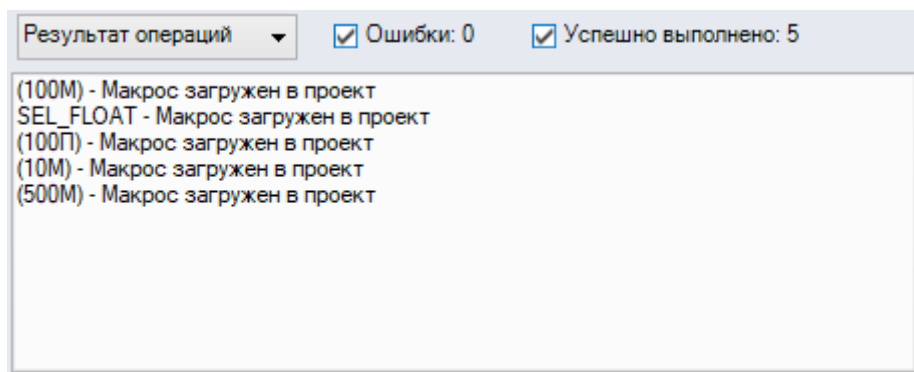 Результат операций Ошибки: 0 Успешно выполнено: 5
(100М) - Макрос загружен в проект
SEL_FLOAT - Макрос загружен в проект
(100П) - Макрос загружен в проект
(10М) - Макрос загружен в проект
(500М) - Макрос загружен в проект